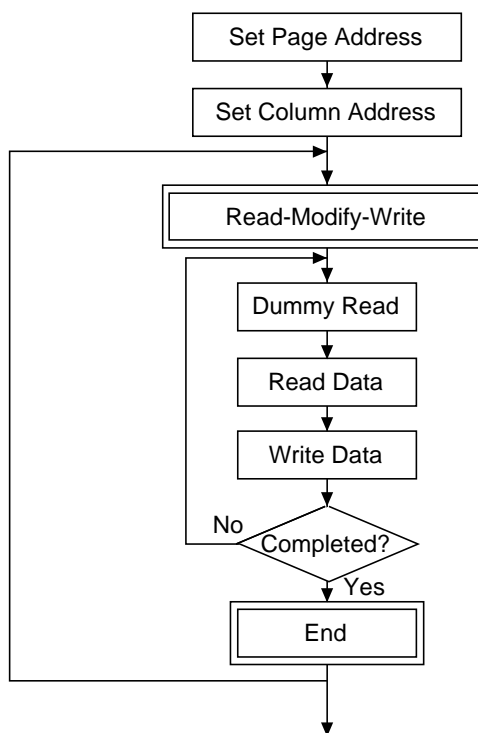 Set Page Address
Set Column Address
Read-Modify-Write
Dummy Read
Read Data
Write Data
No
Completed?
Yes
End